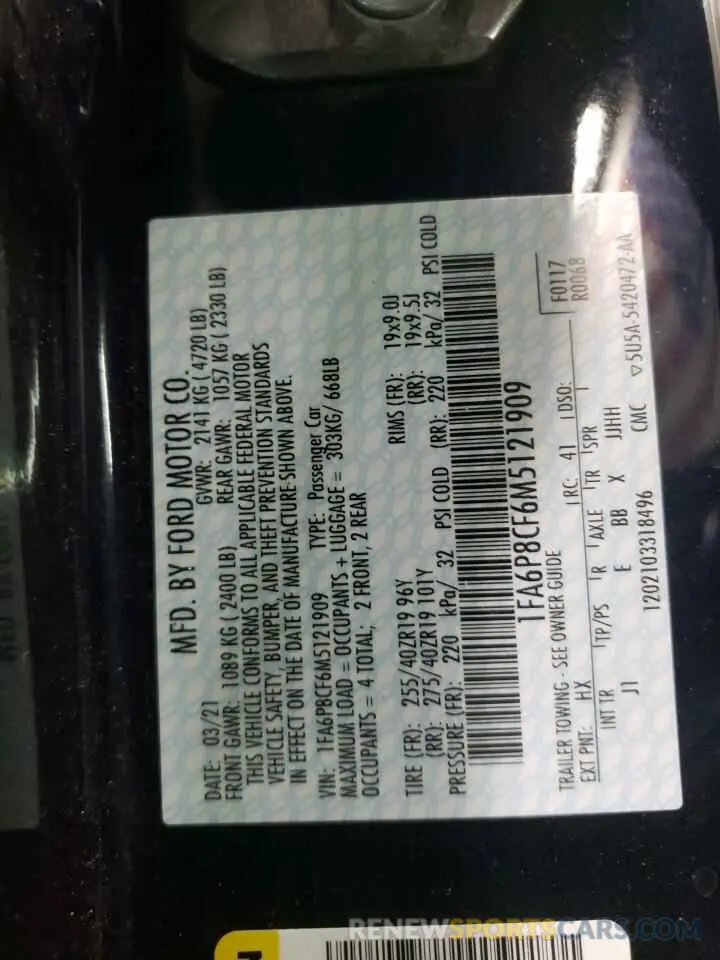 MFD. BY FORD MOTOR CO.
DATE: 03/21 GVWR: 2141 KG ( 4720 LB)
FRONT GAWR: 1089 KG ( 2400 LB) REAR GAWR: 1057 KG ( 2330 LB)
THIS VEHICLE CONFORMS TO ALL APPLICABLE FEDERAL MOTOR
VEHICLE SAFETY, BUMPER, AND THEFT PREVENTION STANDARDS
IN EFFECT ON THE DATE OF MANUFACTURE SHOWN ABOVE.
VIN: 1FA6P8CF6M5121909 TYPE: Passenger Car
MAXIMUM LOAD = OCCUPANTS + LUGGAGE = 303KG/ 668LB
OCCUPANTS = 4 TOTAL; 2 FRONT, 2 REAR
TIRE (FR): 255/40ZR19 96Y RIMS (FR): 19x9.0J
(RR): 275/40ZR19 101Y (RR): 19x9.5J
PRESSURE (FR): 220 kPa/ 32 PSI COLD (RR): 220 kPa/ 32 PSI COLD
1FA6P8CF6M5121909
TRAILER TOWING - SEE OWNER GUIDE F0117
EXT PNT: HX RC: 41 DSO: R0068
INT TR TP/PS R AXLE TR SPR
J1 E BB X JJHH
1202103318496 CMC ▽5U5A-5420472-AA
RENEWSPORTSCARS.COM